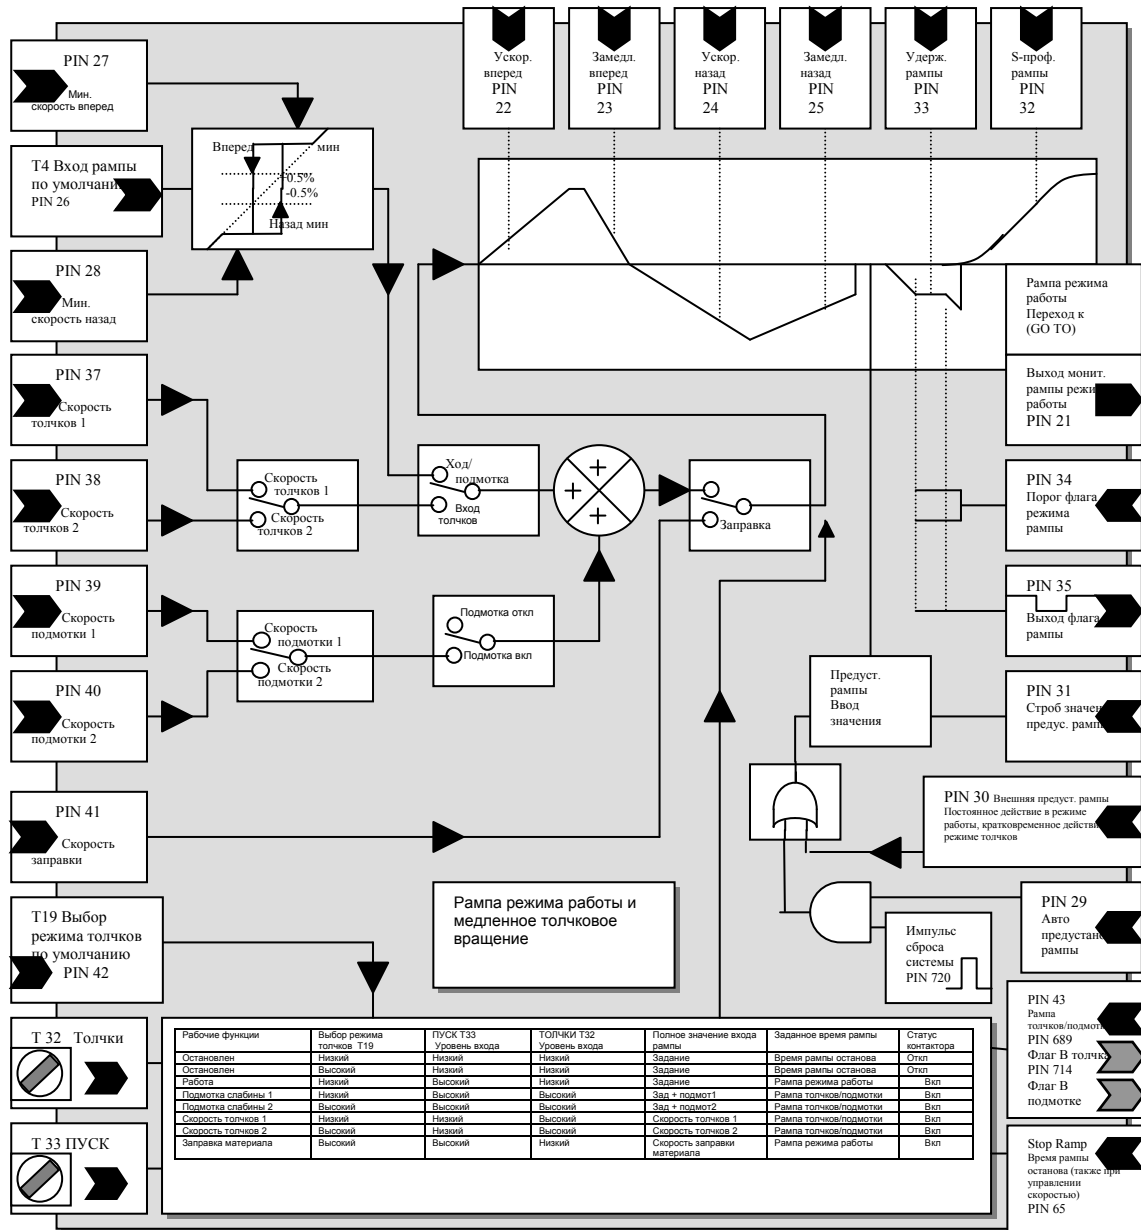 Ускор.
вперед
PIN
22
Замедл.
вперед
PIN
23
Ускор.
назад
PIN
24
Замедл.
назад
PIN
25
Удерж.
рампы
PIN
33
S-проф.
рампы
PIN
32
PIN 27
Мин.
скорость вперед
T4 Вход рампы
по умолчани
PIN 26
Вперед
мин
+0.5%
-0.5%
Назад мин
PIN 28
Мин.
скорость назад
PIN 37
Скорость
толчков 1
PIN 38
Скорость
толчков 2
PIN 39
Скорость
подмотки 1
PIN 40
Скорость
подмотки 2
PIN 41
Скорость
заправки
T19 Выбор
режима толчков
по умолчанию
PIN 42
T 32 Толчки
T 33 ПУСК
Скорость
толчков 1
Скорость
толчков 2
Ход/
подмотка
Вход
толчков
Заправка
Скорость
подмотки 1
Скорость
подмотки 2
Подмотка откл
Подмотка вкл
Рампа режима
работы
Переход к
(GO TO)
Выход монит.
рампы режи
работы
PIN 21
PIN 34
Порог флага
режима
рампы
PIN 35
Выход флага
рампы
Предуст.
рампы
Ввод
значения
PIN 31
Строб значен
предус. рамп
PIN 30 Внешняя предуст. рампы
Постоянное действие в режиме
работы, кратковременное действи
режиме толчков
PIN 29
Авто
предустано
рампы
Импульс
сброса
системы
PIN 720
Рампа режима работы и
медленное толчковое
вращение
PIN 43
Рампа
толчков/подмотк
PIN 689
Флаг В толчка
PIN 714
Флаг В
подмотке
Stop Ramp
Время рампы
останова (также при
управлении
скоростью)
PIN 65
Рабочие функции Выбор режима толчков T19 ПУСК T33 Уровень входа ТОЛЧКИ T32 Уровень входа Полное значение входа рампы Заданное время рампы Статус контактора
Остановлен Низкий Низкий Низкий Задание Время рампы останова Откл
Остановлен Высокий Низкий Низкий Задание Время рампы останова Откл
Работа Низкий Высокий Низкий Задание Рампа режима работы Вкл
Подмотка слабины 1 Низкий Высокий Высокий Зад + подмот1 Рампа толчков/подмотки Вкл
Подмотка слабины 2 Высокий Высокий Высокий Зад + подмот2 Рампа толчков/подмотки Вкл
Скорость толчков 1 Низкий Низкий Высокий Скорость толчков 1 Рампа толчков/подмотки Вкл
Скорость толчков 2 Высокий Низкий Высокий Скорость толчков 2 Рампа толчков/подмотки Вкл
Заправка материала Высокий Высокий Низкий Скорость заправки материала Рампа режима работы Вкл